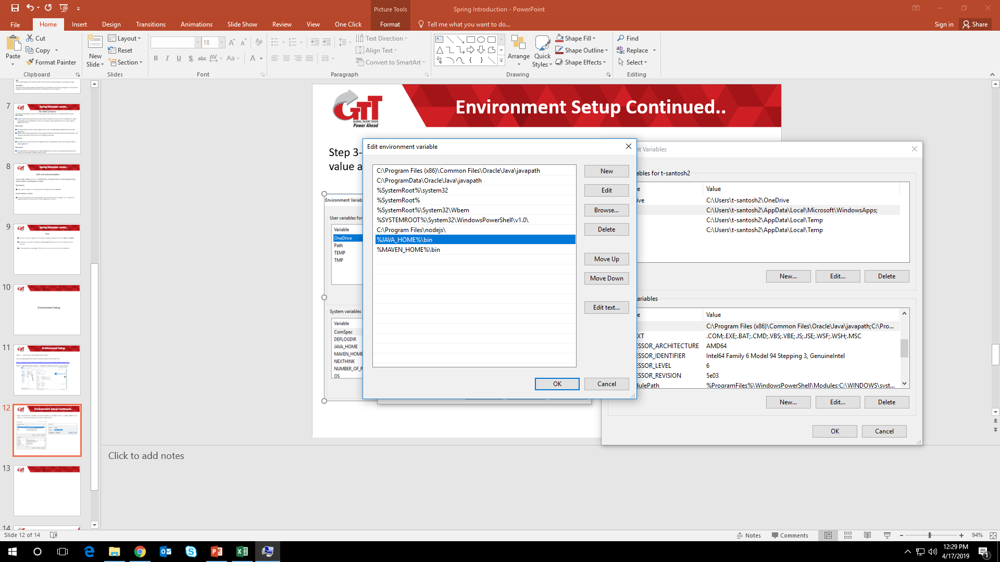 Picture Tools
Spring Introduction - PowerPoint
File
Home
Insert
Design
Transitions
Animations
Slide Show
Review
View
One Click
Format
Tell me what you want to do...
Sign in
Share
Paste
Cut
Copy
Format Painter
Clipboard
New Slide
Layout
Reset
Section
Slides
18
B I U S abc AV Aa A
Font
Text Direction
Align Text
Convert to SmartArt
Paragraph
Arrange
Quick Styles
Shape Fill
Shape Outline
Shape Effects
Drawing
Find
Replace
Select
Editing
7
Spring Modules contd...
8
Spring Modules contd...
9
Spring Modules contd...
10
Environment Setup
11
Environment Setup
12
Environment Setup Continued..
13
14
GTT
GLOBAL TALENT TRACK
Power Ahead
Environment Setup Continued..
Step 3-
value a
Environment Variab
User variables for
Variable
OneDrive
Path
TEMP
TMP
System variables
Variable
ComSpec
DEFLOGDIR
JAVA_HOME
MAVEN_HOME
NEXTHINK
NUMBER_OF_P
OS
Edit environment variable
C:\Program Files (x86)\Common Files\Oracle\Java\javapath
C:\ProgramData\Oracle\Java\javapath
%SystemRoot%\system32
%SystemRoot%
%SystemRoot%\System32\Wbem
%SYSTEMROOT%\System32\WindowsPowerShell\v1.0\
C:\Program Files\nodejs\
%JAVA_HOME%\bin
%MAVEN_HOME%\bin
New
Edit
Browse...
Delete
Move Up
Move Down
Edit text...
OK
Cancel
nt Variables
ables for t-santosh2
e
Value
ive
C:\Users\t-santosh2\OneDrive
C:\Users\t-santosh2\AppData\Local\Microsoft\WindowsApps;
C:\Users\t-santosh2\AppData\Local\Temp
C:\Users\t-santosh2\AppData\Local\Temp
New...
Edit...
Delete
ariables
e
Value
C:\Program Files (x86)\Common Files\Oracle\Java\javapath;C:\Pro...
XT
.COM;.EXE;.BAT;.CMD;.VBS;.VBE;.JS;.JSE;.WSF;.WSH;.MSC
ESSOR_ARCHITECTURE
AMD64
ESSOR_IDENTIFIER
Intel64 Family 6 Model 94 Stepping 3, GenuineIntel
ESSOR_LEVEL
6
ESSOR_REVISION
5e03
dulePath
%ProgramFiles%\WindowsPowerShell\Modules;C:\WINDOWS\syst...
New...
Edit...
Delete
OK
Cancel
Click to add notes
Slide 12 of 14
Notes
Comments
94%
12:29 PM
4/17/2019
1